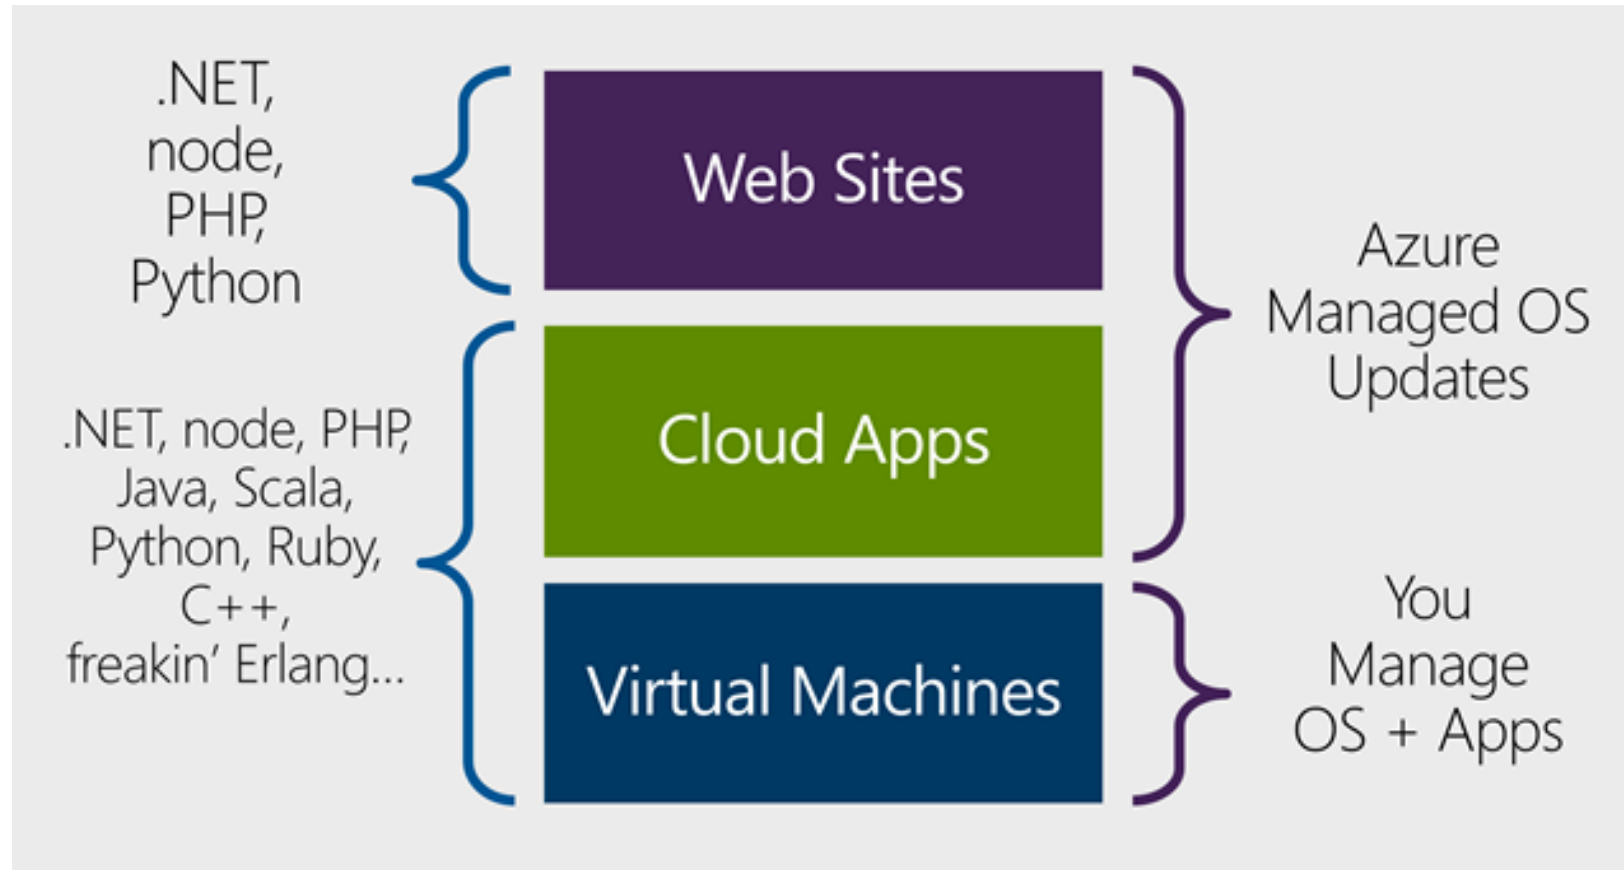 .NET,
node,
PHP,
Python
.NET, node, PHP,
Java, Scala,
Python, Ruby,
C++,
freakin’ Erlang...
Web Sites
Cloud Apps
Virtual Machines
Azure
Managed OS
Updates
You
Manage
OS + Apps